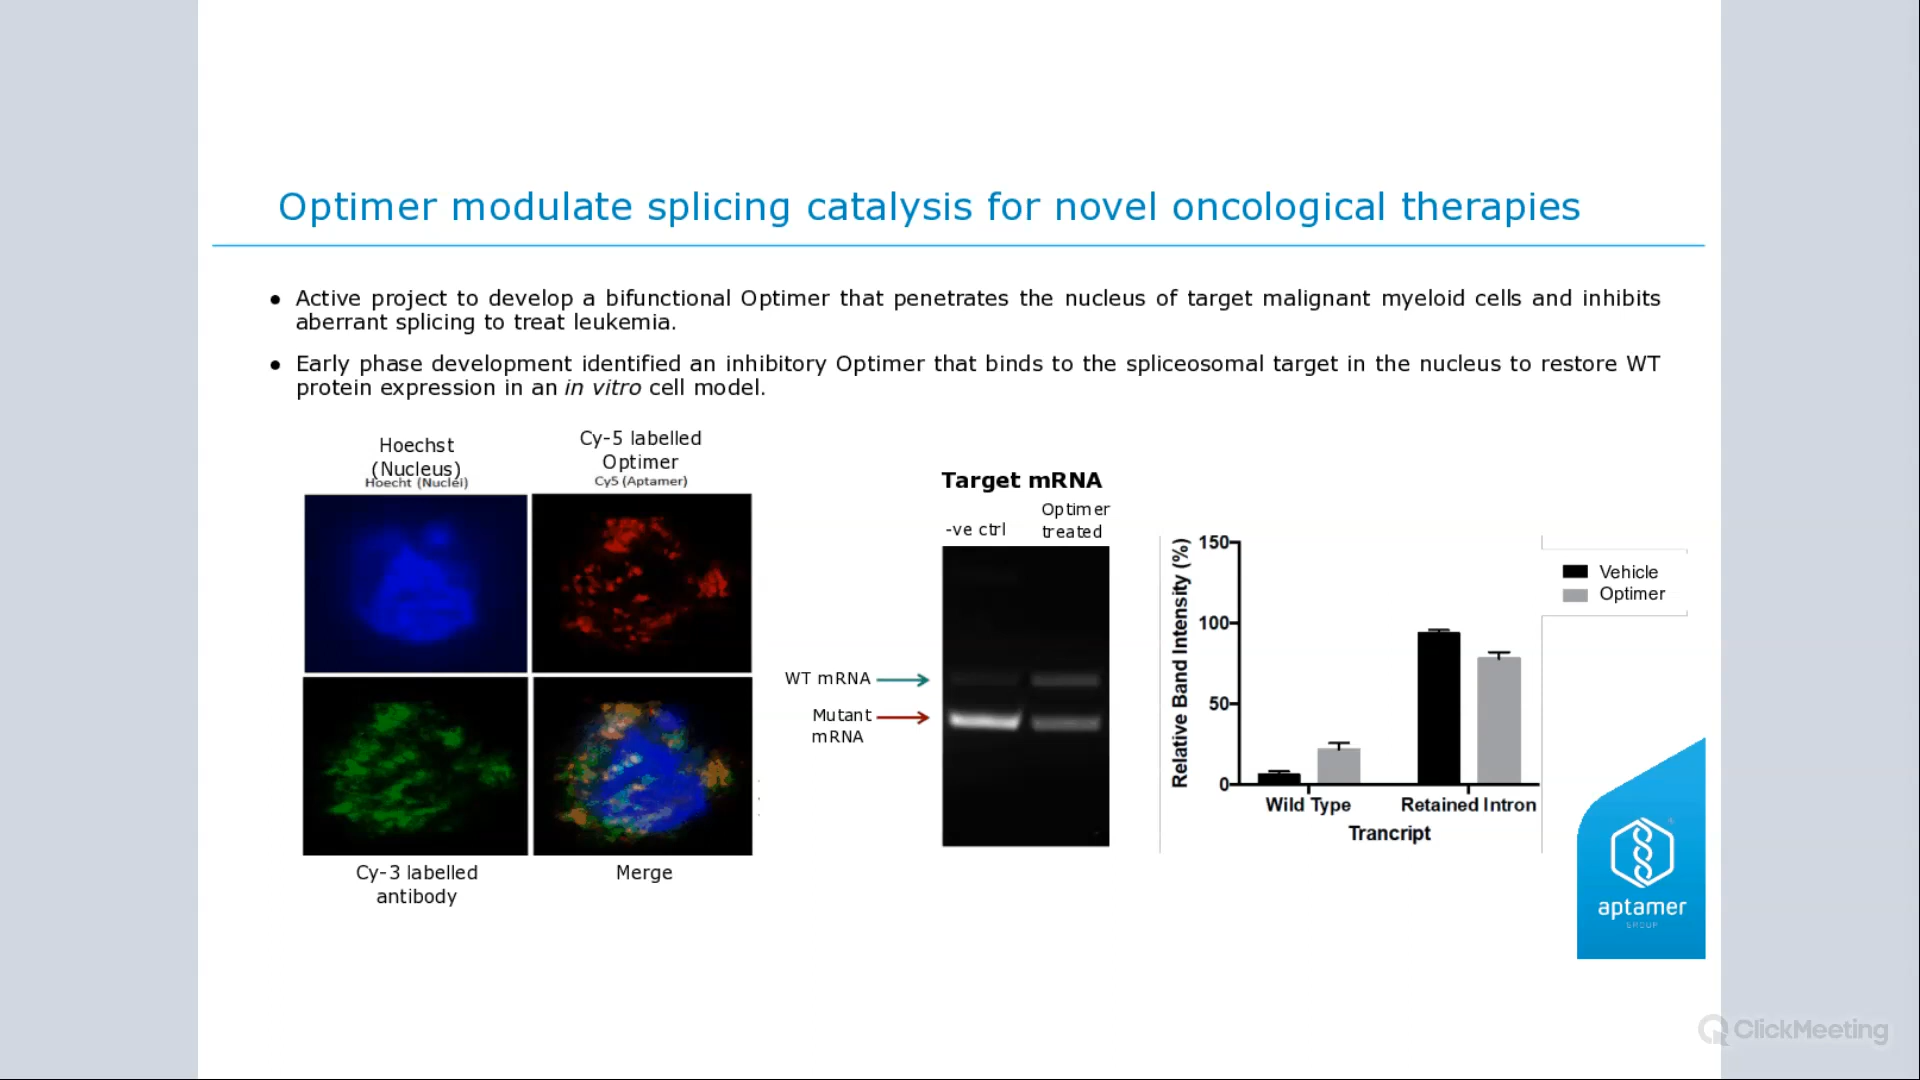 Optimer modulate splicing catalysis for novel oncological therapies
● Active project to develop a bifunctional Optimer that penetrates the nucleus of target malignant myeloid cells and inhibits
aberrant splicing to treat leukemia.
● Early phase development identified an inhibitory Optimer that binds to the spliceosomal target in the nucleus to restore WT
protein expression in an in vitro cell model.
Hoechst
(Nucleus)
Hoecht (Nuclei)
Cy-5 labelled
Optimer
Cy5 (Aptamer)
Cy-3 labelled
antibody
Merge
Target mRNA
-ve ctrl
Optimer
treated
WT mRNA
Mutant
mRNA
Relative Band Intensity (%)
150
100
50
0
Wild Type
Retained Intron
Trancript
Vehicle
Optimer
aptamer
GROUP
ClickMeeting